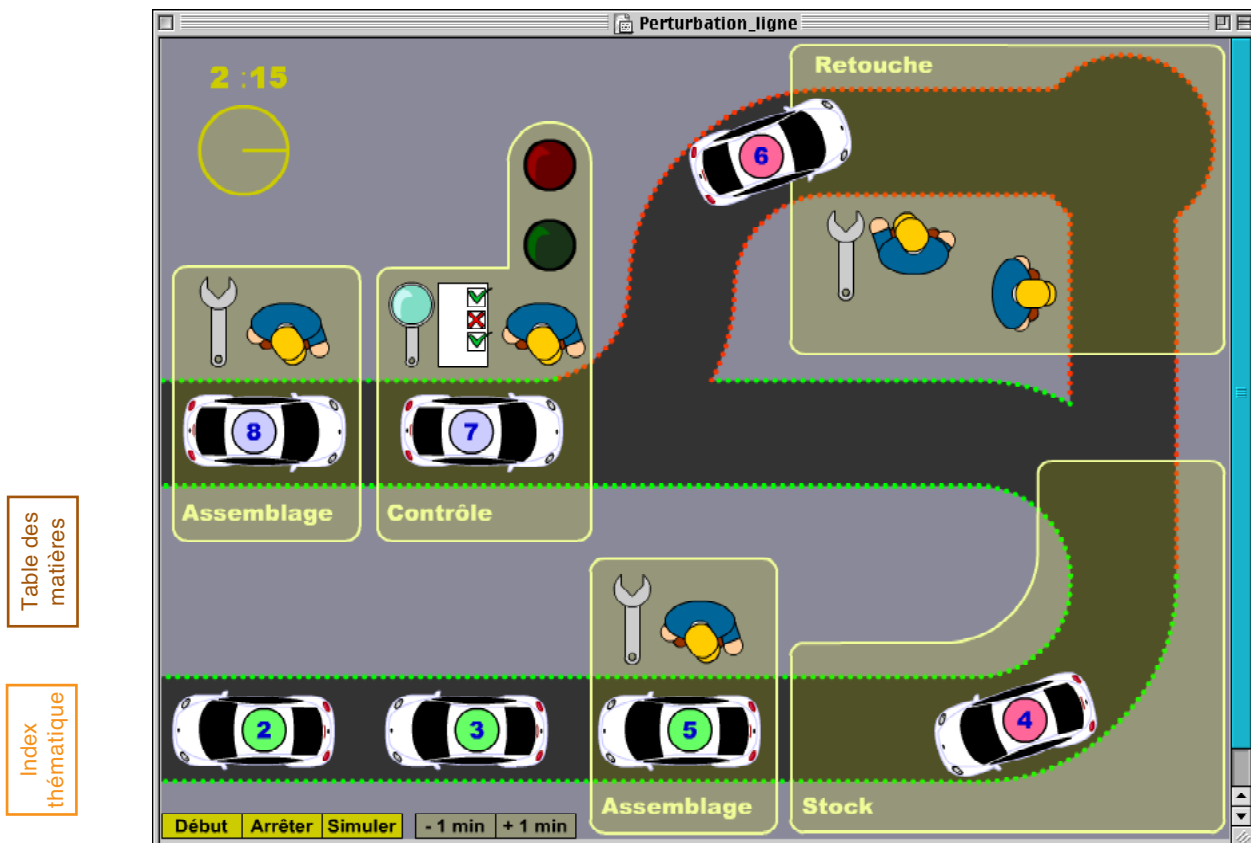 Perturbation_ligne
2 :15
Retouche
6
8
7
Assemblage
Contrôle
Table des
matières
Index
thématique
2
3
5
4
Assemblage
Stock
Début
Arrêter
Simuler
- 1 min
+ 1 min